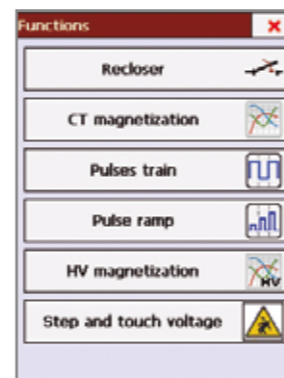 Functions
Recloser
CT magnetization
Pulses train
Pulse ramp
HV magnetization
HV
Step and touch voltage